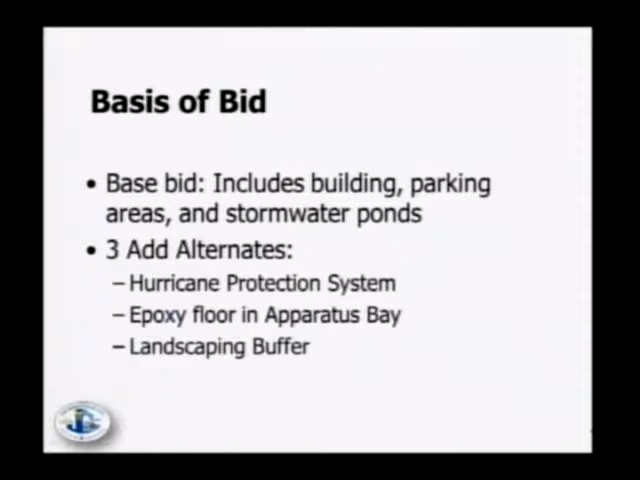 Basis of Bid
• Base bid: Includes building, parking
areas, and stormwater ponds
• 3 Add Alternates:
– Hurricane Protection System
– Epoxy floor in Apparatus Bay
– Landscaping Buffer